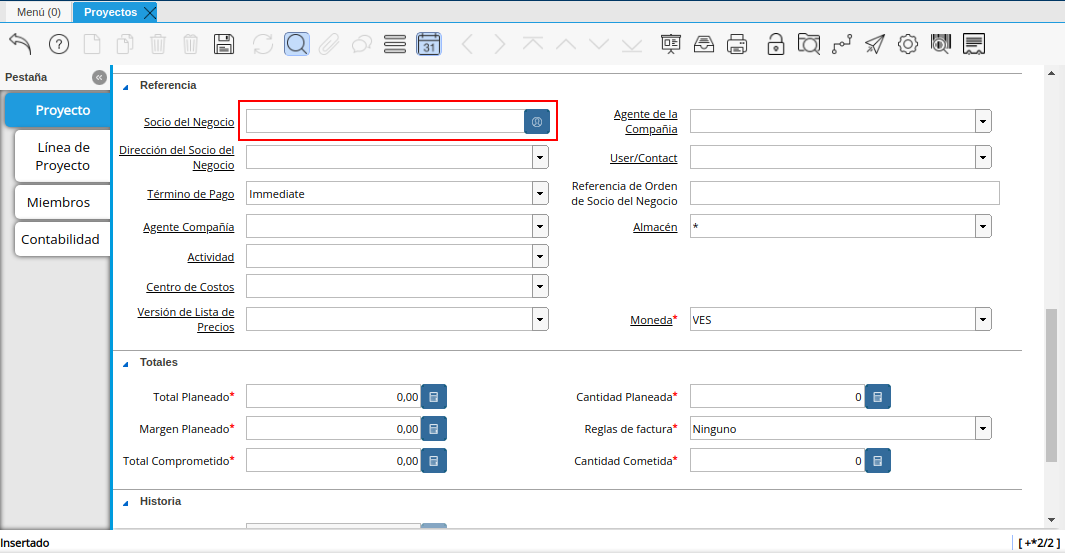 Menú (0)
Proyectos
31
Pestaña
Proyecto
Línea de
Proyecto
Miembros
Contabilidad
Referencia
Socio del Negocio
Agente de la
Compañia
Dirección del Socio del
Negocio
User/Contact
Término de Pago
Immediate
Referencia de Orden
de Socio del Negocio
Agente Compañía
Almacén
*
Actividad
Centro de Costos
Versión de Lista de
Precios
Moneda*
VES
Totales
Total Planeado*
0,00
Cantidad Planeada*
0
Margen Planeado*
0,00
Reglas de factura*
Ninguno
Total Comprometido*
0,00
Cantidad Cometida*
0
Historia
Insertado
[ +*2/2 ]